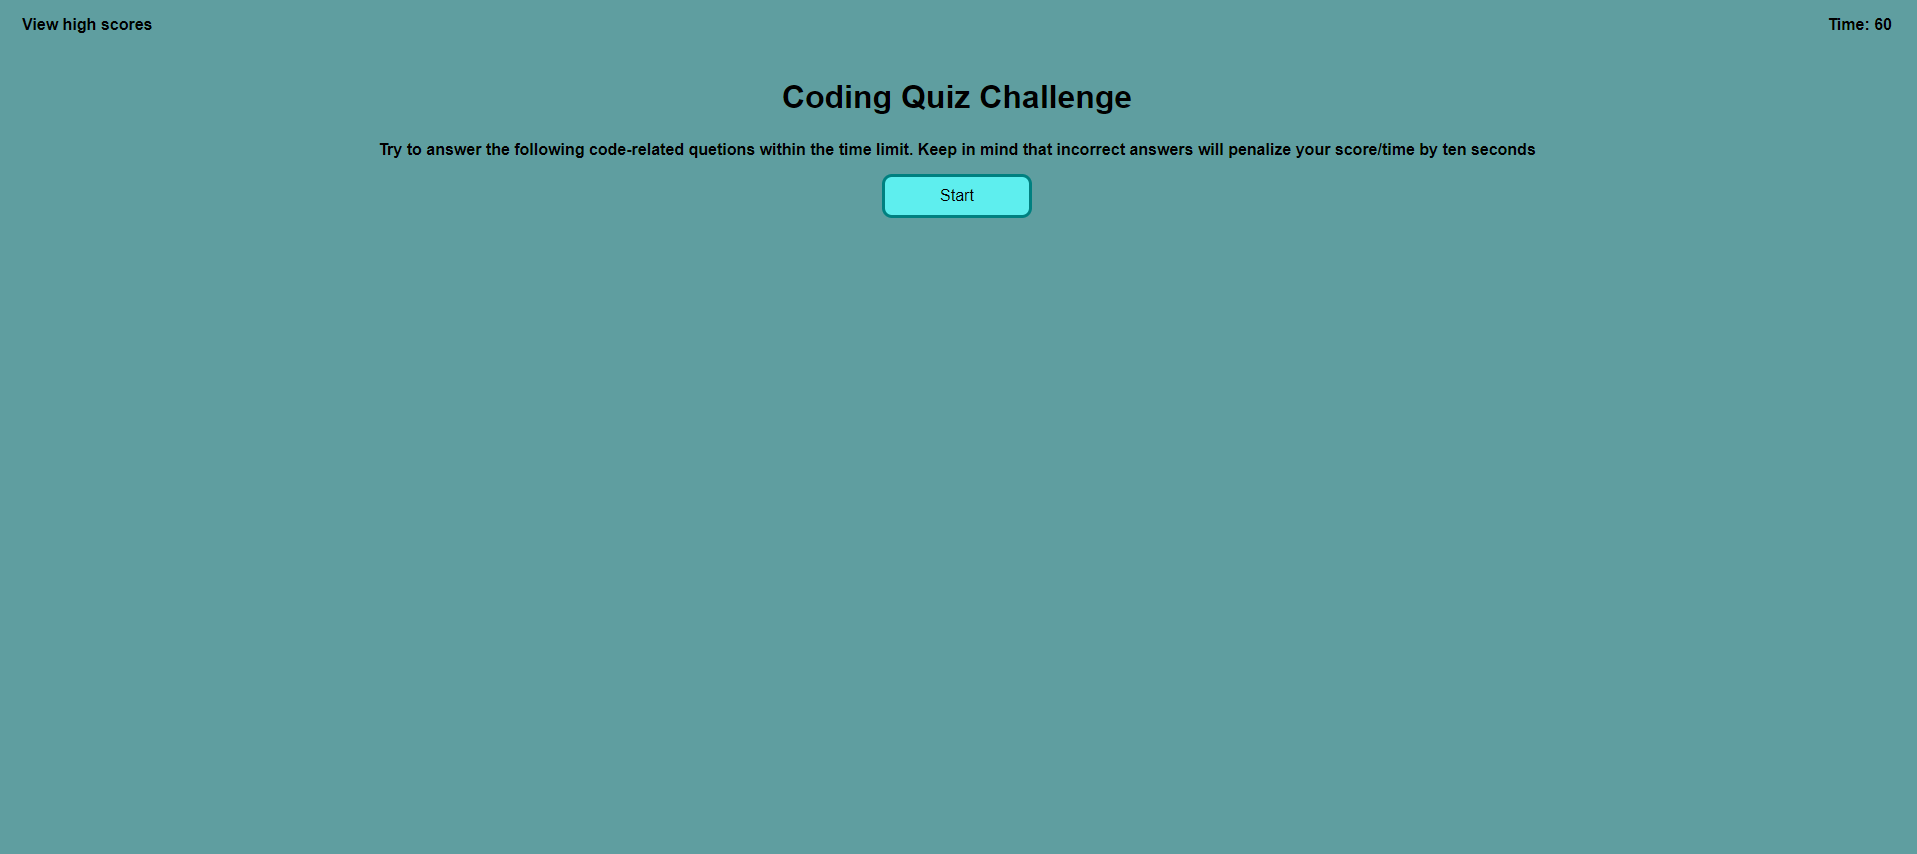 View high scores
Time: 60
Coding Quiz Challenge
Try to answer the following code-related quetions within the time limit. Keep in mind that incorrect answers will penalize your score/time by ten seconds
Start